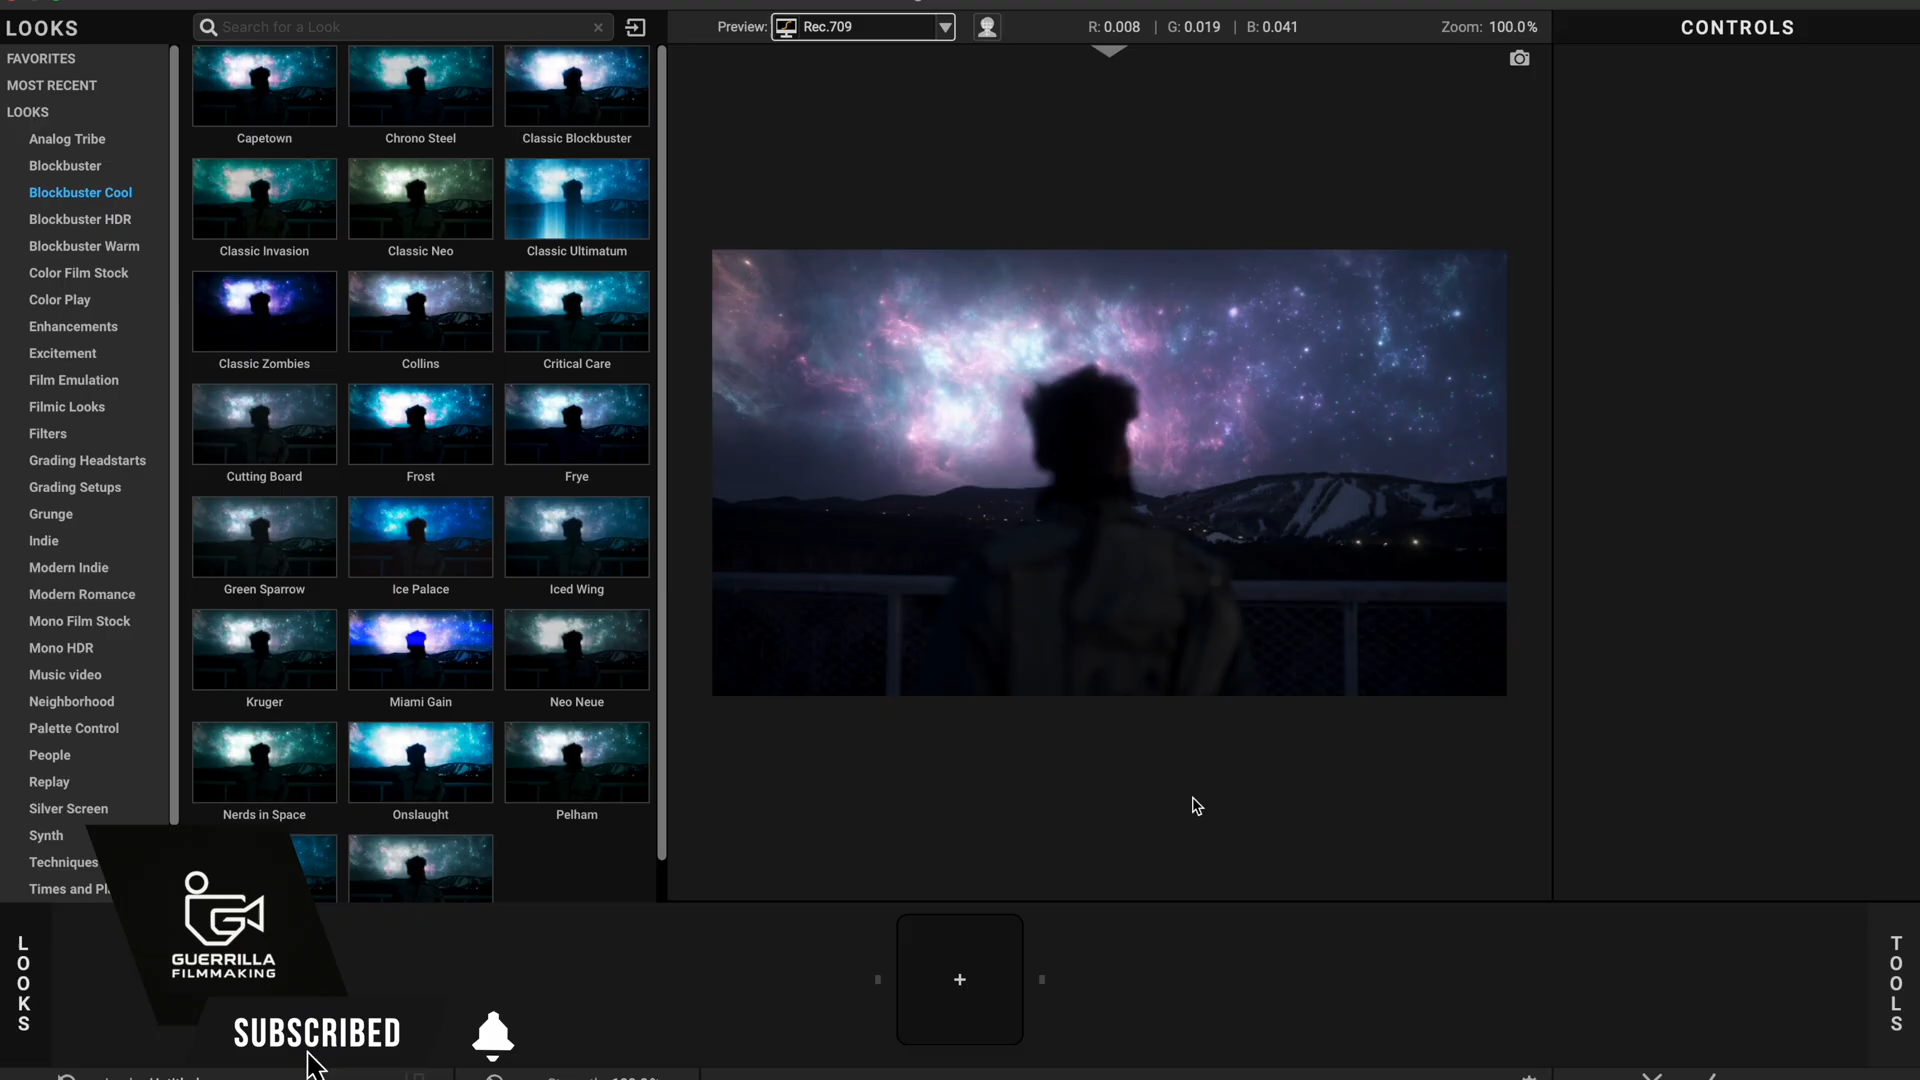 LOOKS
Search for a Look
Preview:
Rec.709
R: 0.008 | G: 0.019 | B: 0.041
Zoom: 100.0%
CONTROLS
FAVORITES
MOST RECENT
LOOKS
Analog Tribe
Blockbuster
Blockbuster Cool
Blockbuster HDR
Blockbuster Warm
Color Film Stock
Color Play
Enhancements
Excitement
Film Emulation
Filmic Looks
Filters
Grading Headstarts
Grading Setups
Grunge
Indie
Modern Indie
Modern Romance
Mono Film Stock
Mono HDR
Music video
Neighborhood
Palette Control
People
Replay
Silver Screen
Synth
Techniques
Times and
Capetown
Chrono Steel
Classic Blockbuster
Classic Invasion
Classic Neo
Classic Ultimatum
Classic Zombies
Collins
Critical Care
Cutting Board
Frost
Frye
Green Sparrow
Ice Palace
Iced Wing
Kruger
Miami Gain
Neo Neue
Nerds in Space
Onslaught
Pelham
LOOKS
GUERRILLA
FILMMAKING
SUBSCRIBED
+
TOOLS